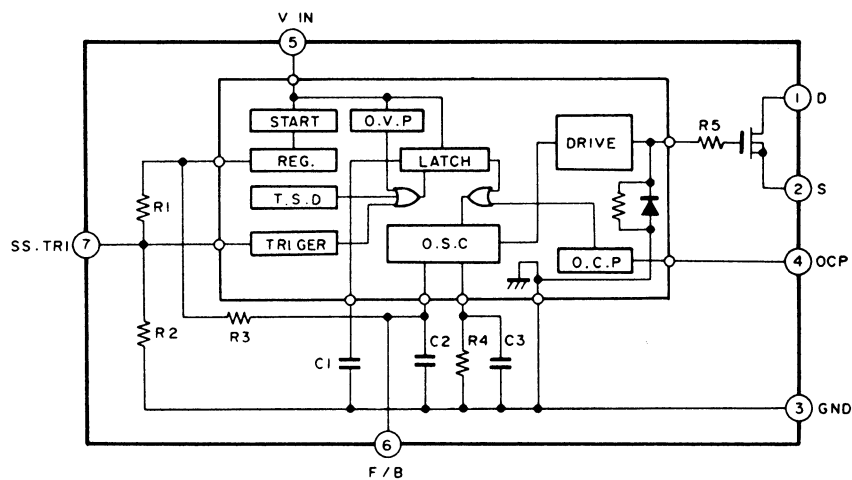 V IN
5
START
O.V.P
DRIVE
R5
1 D
REG.
LATCH
R1
T.S.D
2 S
SS.TRI 7
TRIGER
O.S.C
O.C.P
4 OCP
R2
R3
C1
C2
R4
C3
3 GND
6
F/B